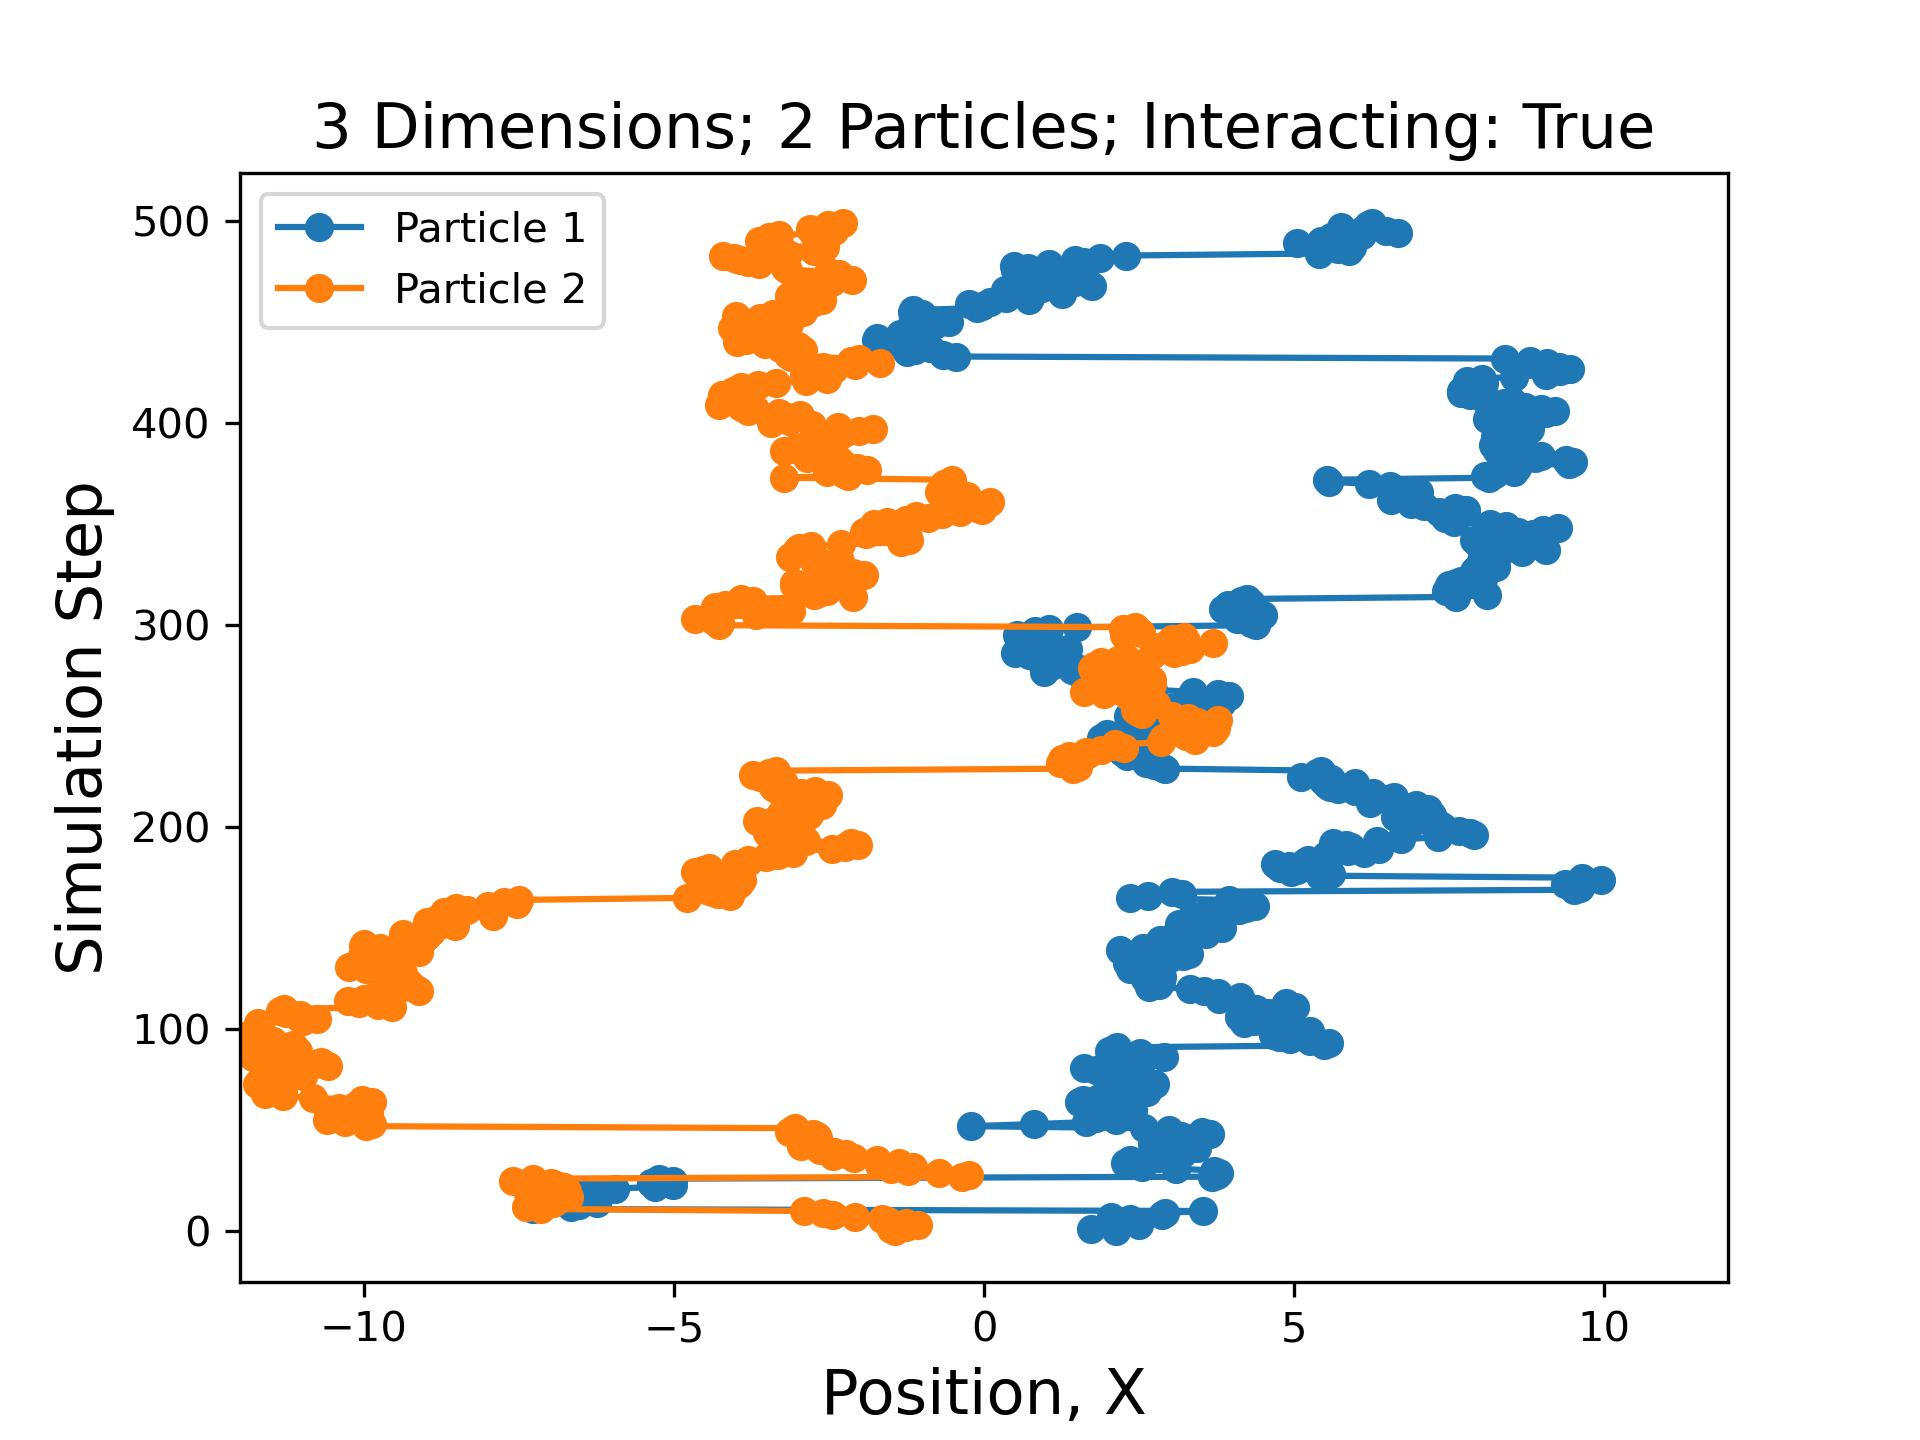 3 Dimensions; 2 Particles; Interacting: True
Particle 1
Particle 2
Simulation Step
500
400
300
200
100
0
−10 −5 0 5 10
Position, X